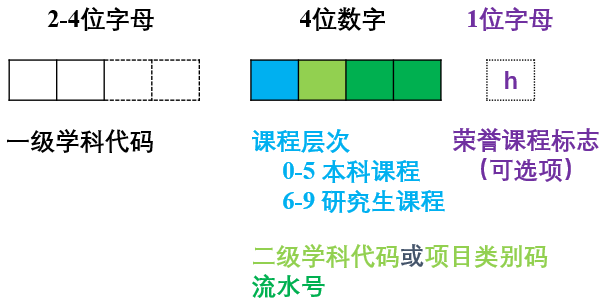 2-4位字母 4位数字 1位字母
h
一级学科代码 课程层次 荣誉课程标志
0-5 本科课程 （可选项）
6-9 研究生课程
二级学科代码或项目类别码
流水号